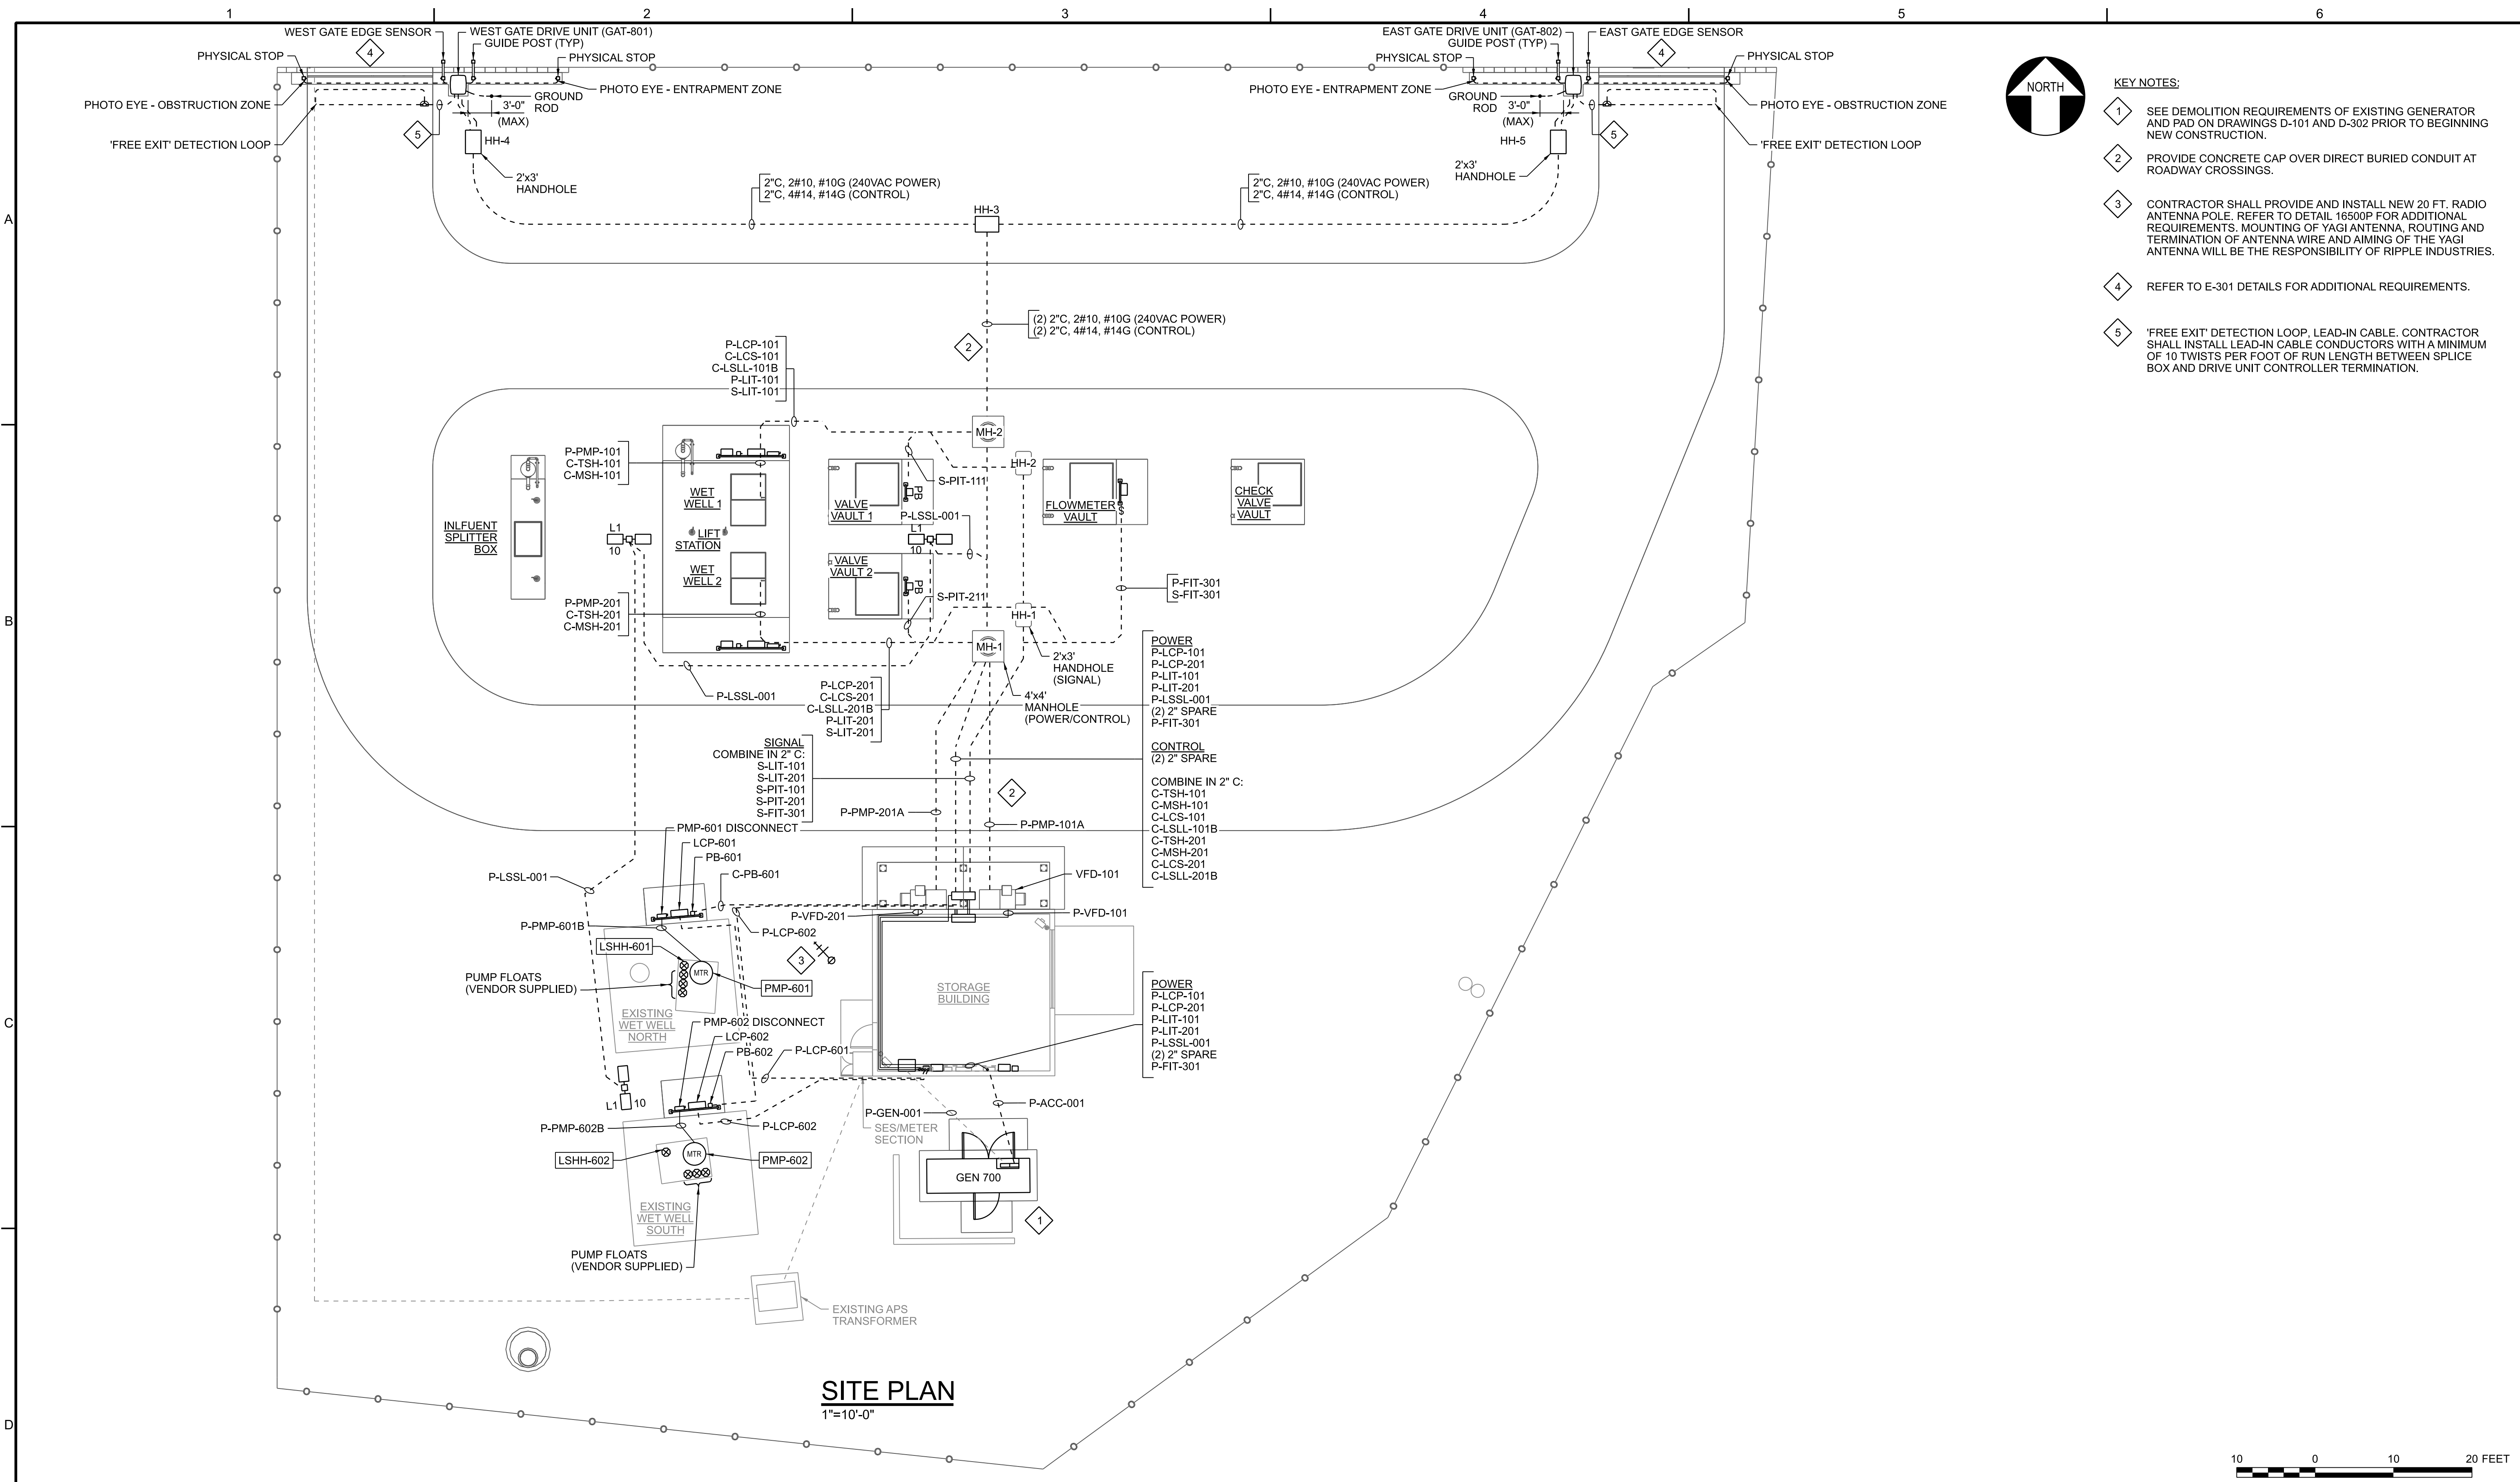 1
2
3
4
5
6
A
B
C
D
WEST GATE EDGE SENSOR
WEST GATE DRIVE UNIT (GAT-801)
GUIDE POST (TYP)
4
PHYSICAL STOP
PHYSICAL STOP
PHOTO EYE - OBSTRUCTION ZONE
PHOTO EYE - ENTRAPMENT ZONE
GROUND
ROD
3'-0"
(MAX)
'FREE EXIT' DETECTION LOOP
5
HH-4
2'x3'
HANDHOLE
EAST GATE DRIVE UNIT (GAT-802)
GUIDE POST (TYP)
EAST GATE EDGE SENSOR
4
PHYSICAL STOP
PHYSICAL STOP
PHOTO EYE - ENTRAPMENT ZONE
PHOTO EYE - OBSTRUCTION ZONE
GROUND
ROD
3'-0"
(MAX)
HH-5
5
'FREE EXIT' DETECTION LOOP
2'x3'
HANDHOLE
2"C, 2#10, #10G (240VAC POWER)
2"C, 4#14, #14G (CONTROL)
HH-3
2"C, 2#10, #10G (240VAC POWER)
2"C, 4#14, #14G (CONTROL)
(2) 2"C, 2#10, #10G (240VAC POWER)
(2) 2"C, 4#14, #14G (CONTROL)
2
P-LCP-101
C-LCS-101
C-LSLL-101B
P-LIT-101
S-LIT-101
MH-2
HH-2
P-PMP-101
C-TSH-101
C-MSH-101
WET
WELL 1
S-PIT-111
PB
VALVE
VAULT 1
FLOWMETER
VAULT
CHECK
VALVE
VAULT
INLFUENT
SPLITTER
BOX
L1
10
LIFT
STATION
P-LSSL-001
L1
10
WET
WELL 2
VALVE
VAULT 2
PB
S-PIT-211
P-FIT-301
S-FIT-301
P-PMP-201
C-TSH-201
C-MSH-201
HH-1
MH-1
2'x3'
HANDHOLE
(SIGNAL)
4'x4'
MANHOLE
(POWER/CONTROL)
P-LSSL-001
P-LCP-201
C-LCS-201
C-LSLL-201B
P-LIT-201
S-LIT-201
POWER
P-LCP-101
P-LCP-201
P-LIT-101
P-LIT-201
P-LSSL-001
(2) 2" SPARE
P-FIT-301
CONTROL
(2) 2" SPARE
COMBINE IN 2" C:
C-TSH-101
C-MSH-101
C-LCS-101
C-LSLL-101B
C-TSH-201
C-MSH-201
C-LCS-201
C-LSLL-201B
SIGNAL
COMBINE IN 2" C:
S-LIT-101
S-LIT-201
S-PIT-101
S-PIT-201
S-FIT-301
2
P-PMP-201A
P-PMP-101A
PMP-601 DISCONNECT
LCP-601
PB-601
C-PB-601
P-LSSL-001
VFD-101
P-VFD-201
P-VFD-101
P-LCP-602
P-PMP-601B
LSHH-601
3
MTR
PUMP FLOATS
(VENDOR SUPPLIED)
PMP-601
STORAGE
BUILDING
EXISTING
WET WELL
NORTH
PMP-602 DISCONNECT
LCP-602
PB-602
P-LCP-601
POWER
P-LCP-101
P-LCP-201
P-LIT-101
P-LIT-201
P-LSSL-001
(2) 2" SPARE
P-FIT-301
L1
10
P-GEN-001
P-ACC-001
SES/METER
SECTION
P-PMP-602B
P-LCP-602
LSHH-602
MTR
PMP-602
GEN 700
1
EXISTING
WET WELL
SOUTH
PUMP FLOATS
(VENDOR SUPPLIED)
EXISTING APS
TRANSFORMER
SITE PLAN
1"=10'-0"
NORTH
KEY NOTES:
1 SEE DEMOLITION REQUIREMENTS OF EXISTING GENERATOR
AND PAD ON DRAWINGS D-101 AND D-302 PRIOR TO BEGINNING
NEW CONSTRUCTION.
2 PROVIDE CONCRETE CAP OVER DIRECT BURIED CONDUIT AT
ROADWAY CROSSINGS.
3 CONTRACTOR SHALL PROVIDE AND INSTALL NEW 20 FT. RADIO
ANTENNA POLE. REFER TO DETAIL 16500P FOR ADDITIONAL
REQUIREMENTS. MOUNTING OF YAGI ANTENNA, ROUTING AND
TERMINATION OF ANTENNA WIRE AND AIMING OF THE YAGI
ANTENNA WILL BE THE RESPONSIBILITY OF RIPPLE INDUSTRIES.
4 REFER TO E-301 DETAILS FOR ADDITIONAL REQUIREMENTS.
5 'FREE EXIT' DETECTION LOOP, LEAD-IN CABLE. CONTRACTOR
SHALL INSTALL LEAD-IN CABLE CONDUCTORS WITH A MINIMUM
OF 10 TWISTS PER FOOT OF RUN LENGTH BETWEEN SPLICE
BOX AND DRIVE UNIT CONTROLLER TERMINATION.
10 0 10 20 FEET